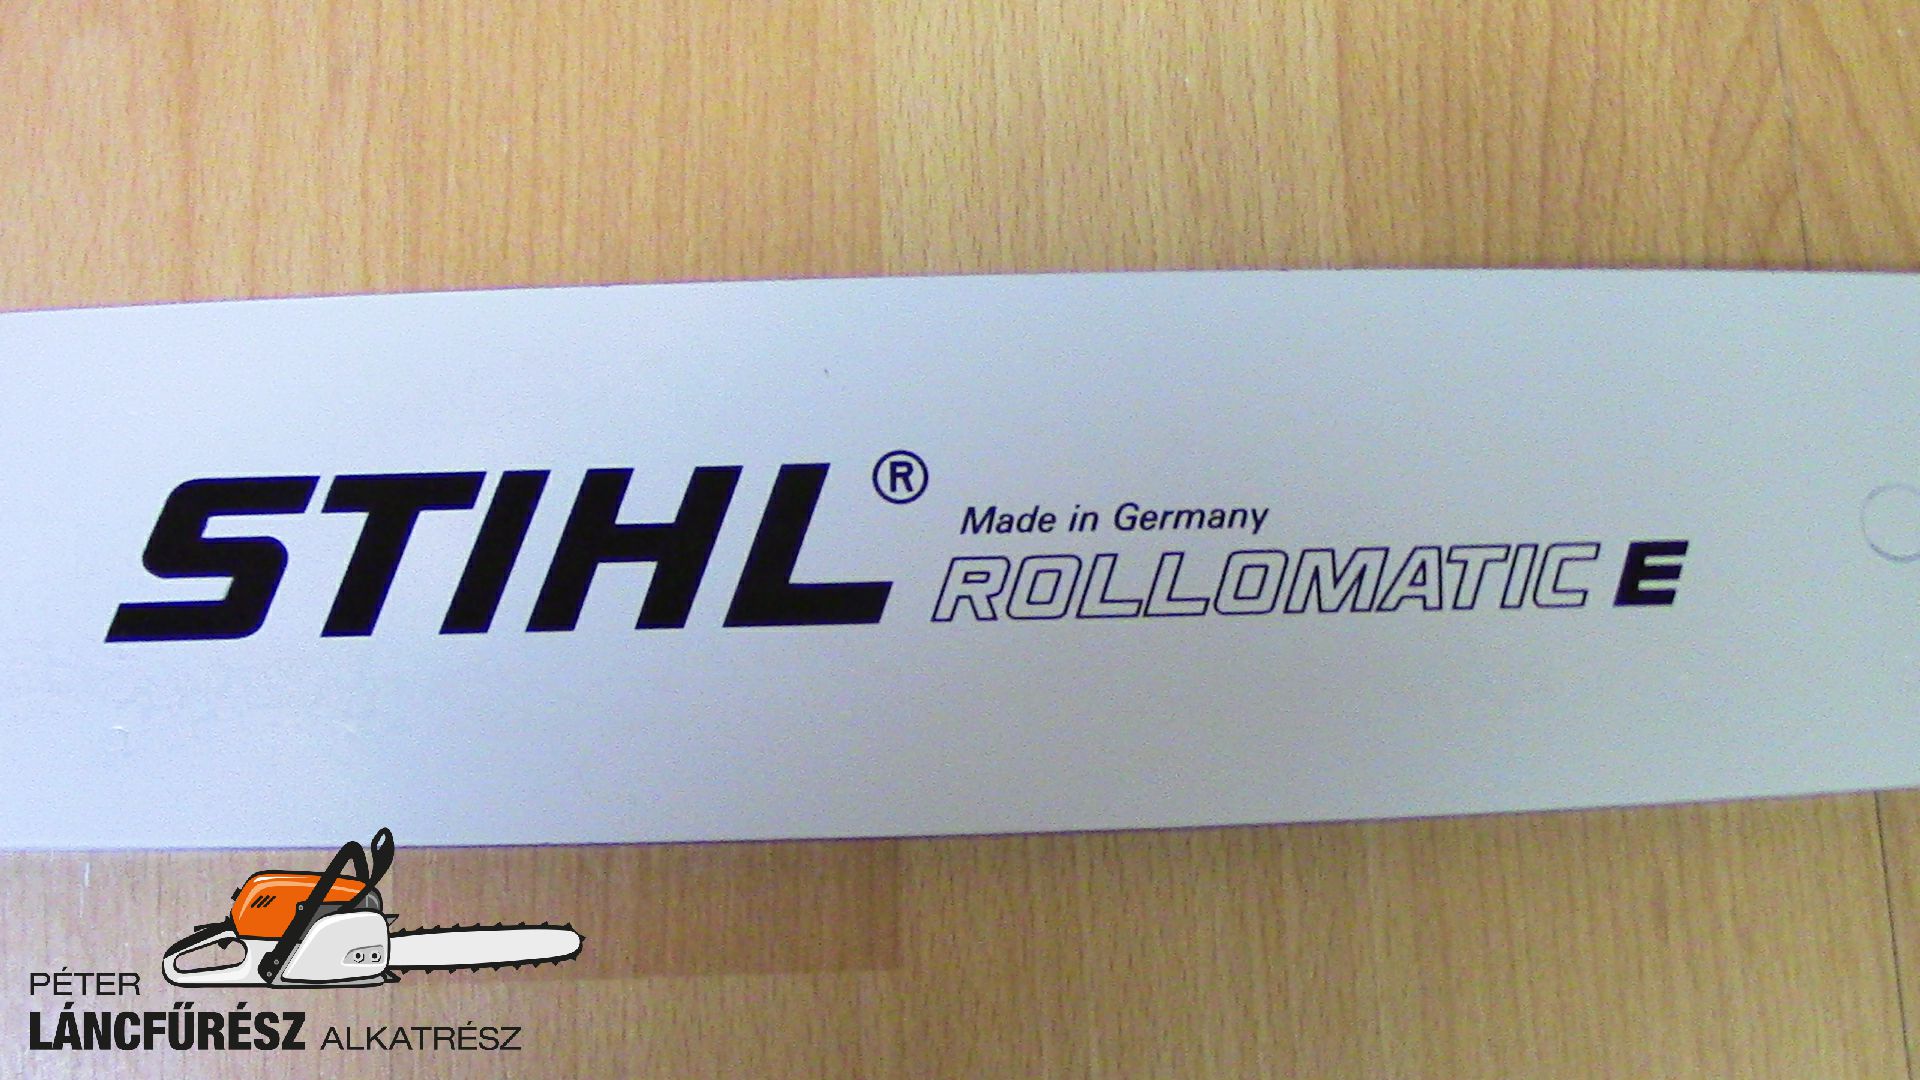 STIHL®
Made in Germany
ROLLOMATIC E
PÉTER
LÁNCFŰRÉSZ ALKATRÉSZ